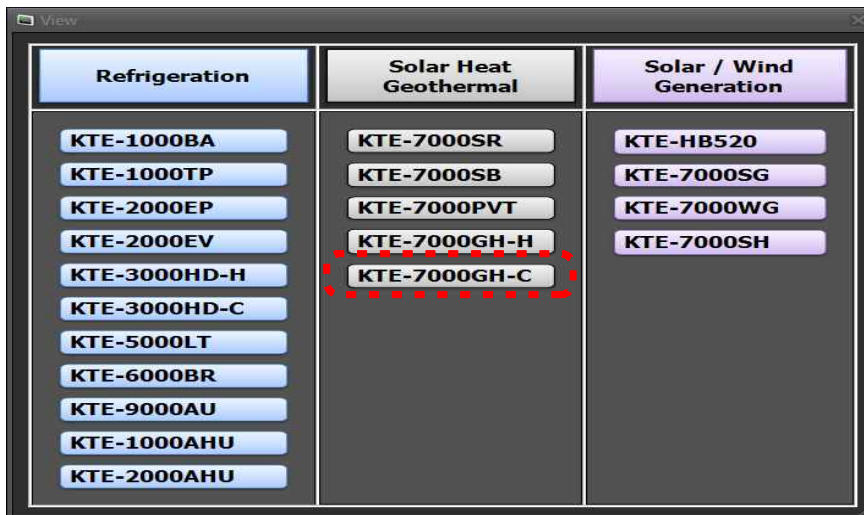 View
Refrigeration
Solar Heat
Geothermal
Solar / Wind
Generation
KTE-1000BA
KTE-1000TP
KTE-2000EP
KTE-2000EV
KTE-3000HD-H
KTE-3000HD-C
KTE-5000LT
KTE-6000BR
KTE-9000AU
KTE-1000AHU
KTE-2000AHU
KTE-7000SR
KTE-7000SB
KTE-7000PVT
KTE-7000GH-H
KTE-7000GH-C
KTE-HB520
KTE-7000SG
KTE-7000WG
KTE-7000SH